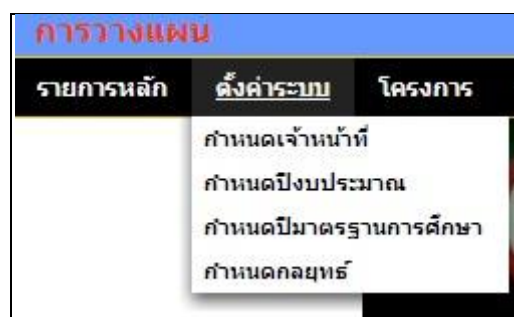 การวางแผน
รายการหลัก ตั้งค่าระบบ โครงการ
กำหนดเจ้าหน้าที่
กำหนดปีงบประมาณ
กำหนดปีมาตรฐานการศึกษา
กำหนดกลยุทธ์